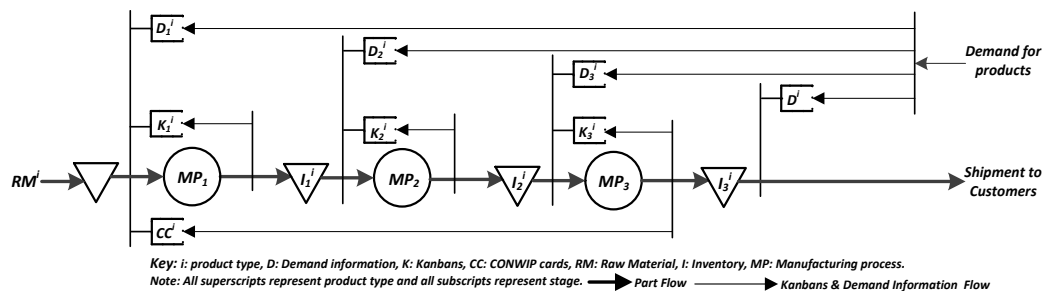 D₁ⁱ
D₂ⁱ
D₃ⁱ
Dⁱ
Demand for
products
K₁ⁱ
K₂ⁱ
K₃ⁱ
RMⁱ
MP₁
I₁ⁱ
MP₂
I₂ⁱ
MP₃
I₃ⁱ
Shipment to
Customers
CCⁱ
Key: i: product type, D: Demand information, K: Kanbans, CC: CONWIP cards, RM: Raw Material, I: Inventory, MP: Manufacturing process.
Note: All superscripts represent product type and all subscripts represent stage. Part Flow Kanbans & Demand Information Flow